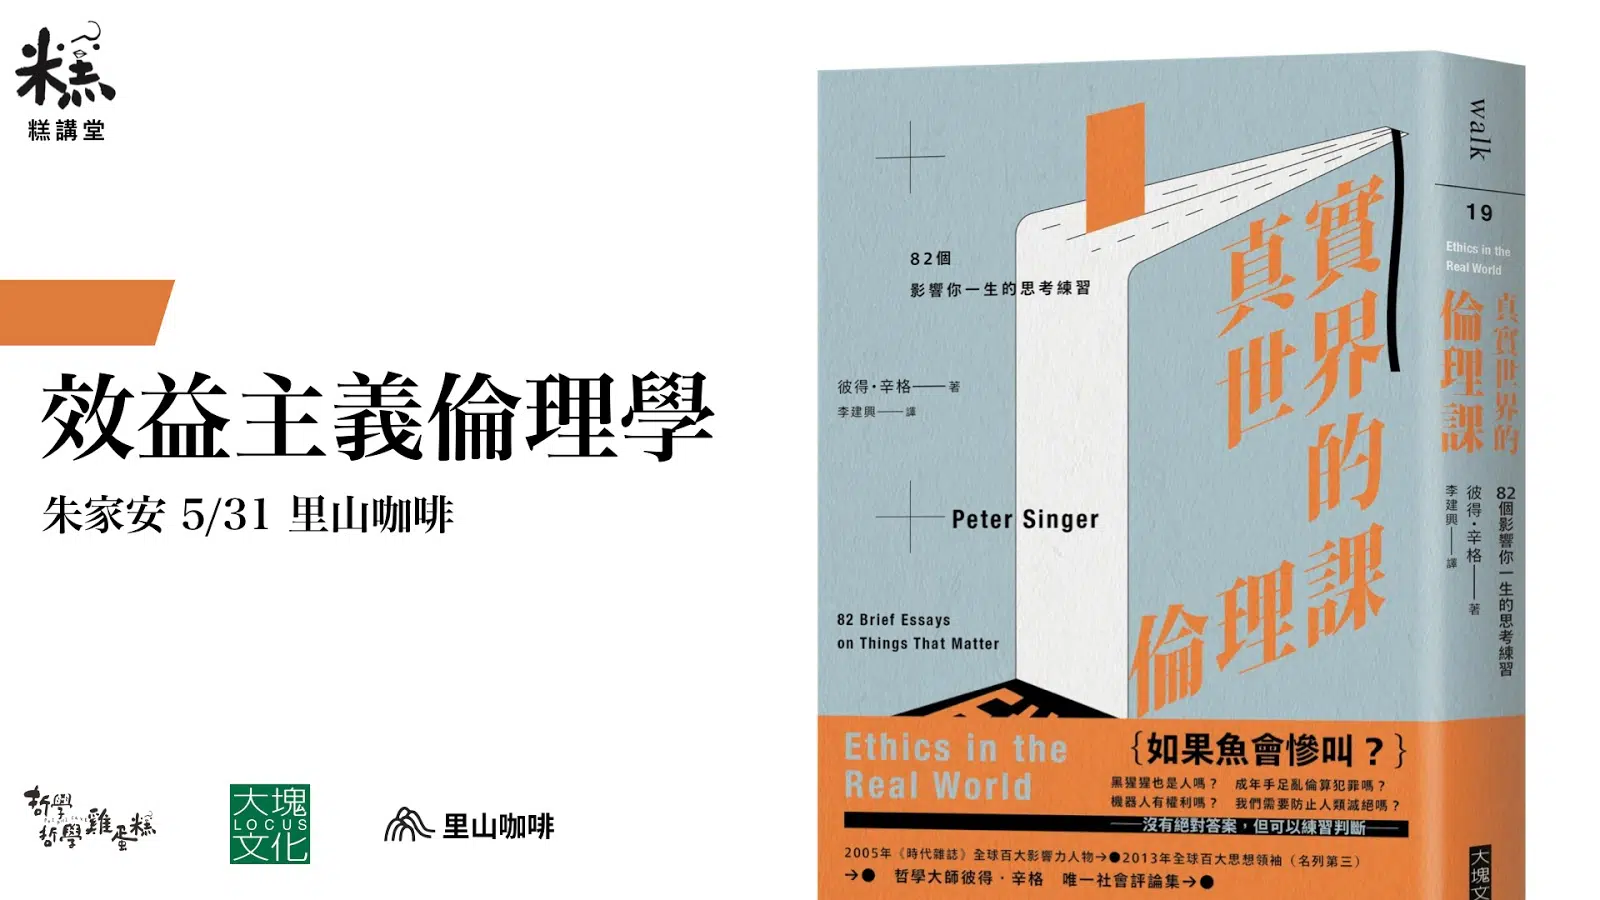 糕
糕講堂
效益主義倫理學
朱家安 5/31 里山咖啡
哲學哲學雞蛋糕
大塊
LOCUS
文化
里山咖啡
82個
影響你一生的思考練習
彼得・辛格——著
李建興——譯
真實
世界
的
倫理課
Peter Singer
82 Brief Essays
on Things That Matter
Ethics in the
Real World
{如果魚會慘叫？}
黑猩猩也是人嗎？ 成年手足亂倫算犯罪嗎？
機器人有權利嗎？ 我們需要防止人類滅絕嗎？
——沒有絕對答案，但可以練習判斷——
2005年《時代雜誌》全球百大影響力人物→●2013年全球百大思想領袖（名列第三）
→● 哲學大師彼得・辛格 唯一社會評論集→●
walk
19
Ethics in the
Real World
真實世界的
倫理課
82個影響你一生的思考練習
彼得・辛格——著
李建興——譯
大塊文